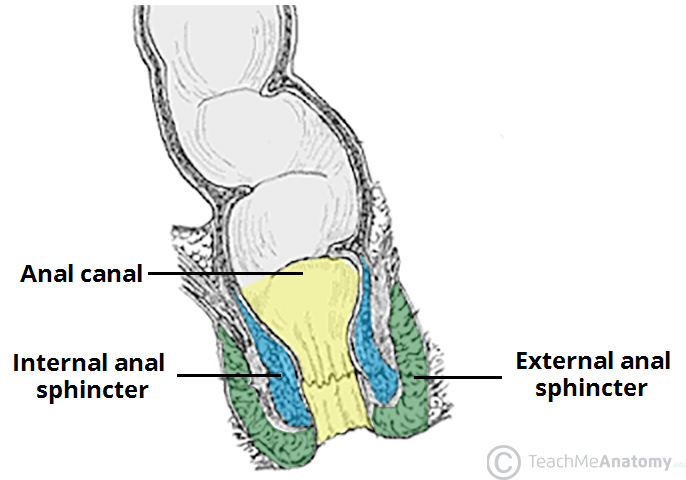 Anal canal
Internal anal
sphincter
External anal
sphincter
© TeachMeAnatomy